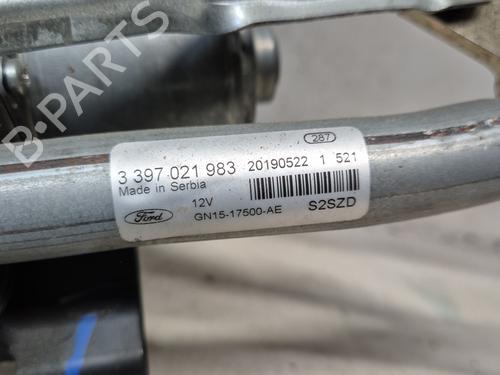 B-PARTS
287
3 397 021 983 20190522 1 521
Made in Serbia
12V
Ford GN15-17500-AE S2SZD